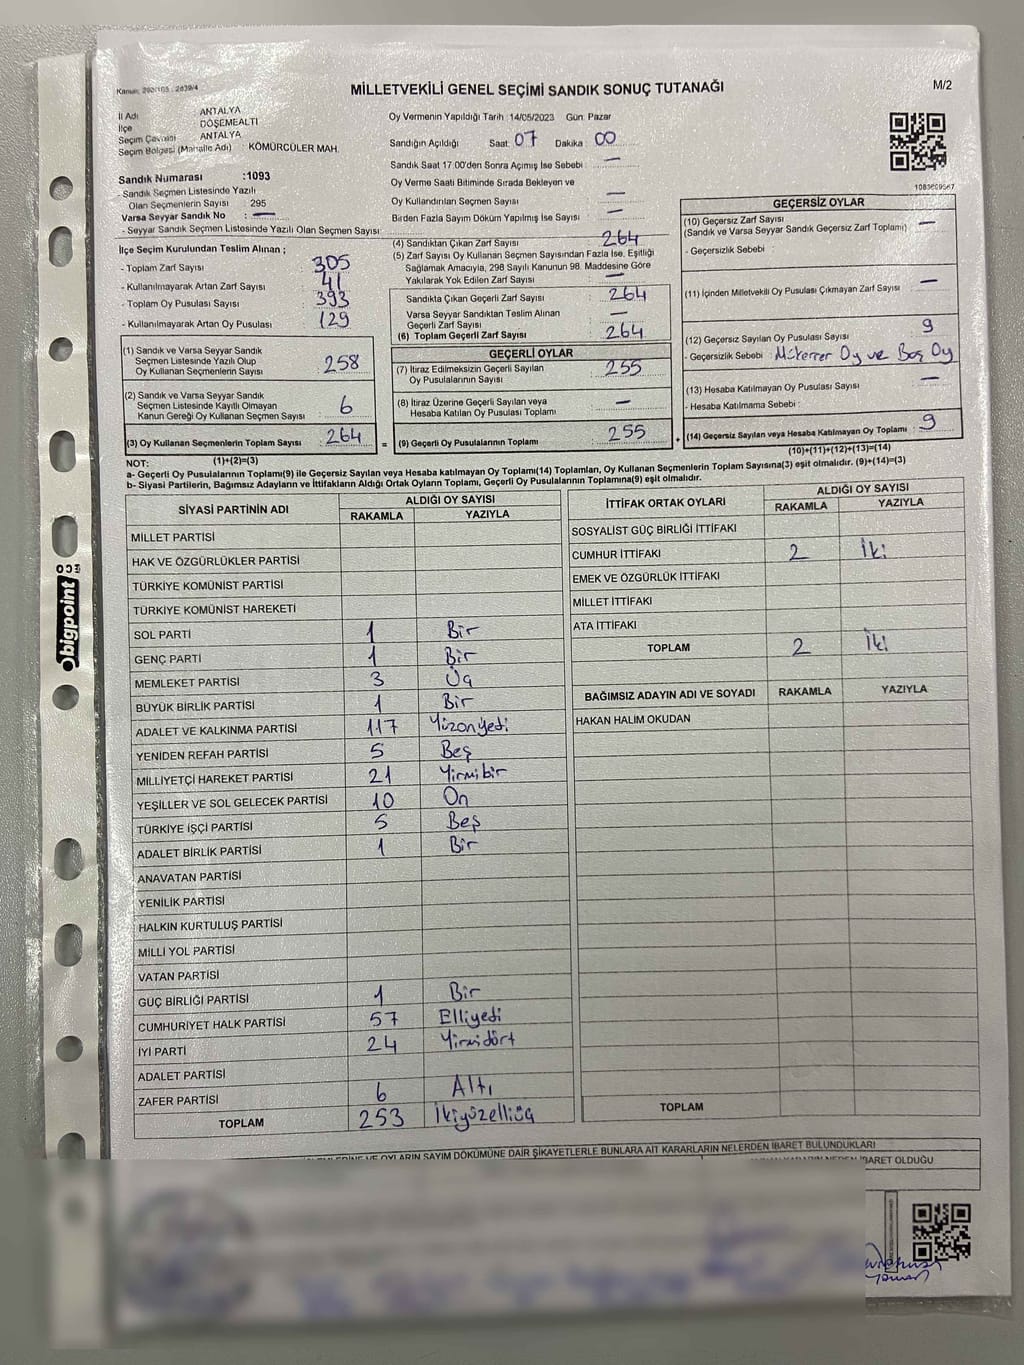 MİLLETVEKİLİ GENEL SEÇİMİ SANDIK SONUÇ TUTANAĞI
M/2
İl Adı ANTALYA
İlçe DÖŞEMEALTI
Seçim Çevresi ANTALYA
Seçim Bölgesi (Mahalle Adı) : KÖMÜRCÜLER MAH.
Sandık Numarası :1093
- Sandık Seçmen Listesinde Yazılı
Olan Seçmenlerin Sayısı : 295
Varsa Seyyar Sandık No : —
- Seyyar Sandık Seçmen Listesinde Yazılı Olan Seçmen Sayısı:
Oy Vermenin Yapıldığı Tarih :14/05/2023 Gün: Pazar
Sandığın Açıldığı Saat: 07 Dakika: 00
Sandık Saat 17.00'den Sonra Açımış İse Sebebi : —
Oy Verme Saati Bitiminde Sırada Bekleyen ve
Oy Kullandırılan Seçmen Sayısı : —
Birden Fazla Sayım Döküm Yapılmış İse Sayısı : —
1083609567
İlçe Seçim Kurulundan Teslim Alınan ;
- Toplam Zarf Sayısı : 305
- Kullanılmayarak Artan Zarf Sayısı : 41
- Toplam Oy Pusulası Sayısı : 393
- Kullanılmayarak Artan Oy Pusulası : 129
(1) Sandık ve Varsa Seyyar Sandık
Seçmen Listesinde Yazılı Olup
Oy Kullanan Seçmenlerin Sayısı : 258
(2) Sandık ve Varsa Seyyar Sandık
Seçmen Listesinde Kayıtlı Olmayan
Kanun Gereği Oy Kullanan Seçmen Sayısı : 6
(3) Oy Kullanan Seçmenlerin Toplam Sayısı : 264
(4) Sandıktan Çıkan Zarf Sayısı : 264
(5) Zarf Sayısı Oy Kullanan Seçmen Sayısından Fazla İse, Eşitliği
Sağlamak Amacıyla, 298 Sayılı Kanunun 98. Maddesine Göre
Yakılarak Yok Edilen Zarf Sayısı : —
Sandıkta Çıkan Geçerli Zarf Sayısı : 264
Varsa Seyyar Sandıktan Teslim Alınan
Geçerli Zarf Sayısı : —
(6) Toplam Geçerli Zarf Sayısı : 264
GEÇERLİ OYLAR
(7) İtiraz Edilmeksizin Geçerli Sayılan
Oy Pusulalarının Sayısı : 255
(8) İtiraz Üzerine Geçerli Sayılan veya
Hesaba Katılan Oy Pusulası Toplamı : —
= (9) Geçerli Oy Pusulalarının Toplamı : 255
GEÇERSİZ OYLAR
(10) Geçersiz Zarf Sayısı : —
(Sandık ve Varsa Seyyar Sandık Geçersiz Zarf Toplamı)
- Geçersizlik Sebebi :
(11) İçinden Milletvekili Oy Pusulası Çıkmayan Zarf Sayısı : —
(12) Geçersiz Sayılan Oy Pusulası Sayısı : 9
- Geçersizlik Sebebi : Mükerrer Oy ve Boş Oy
(13) Hesaba Katılmayan Oy Pusulası Sayısı : —
- Hesaba Katılmama Sebebi :
+ (14) Geçersiz Sayılan veya Hesaba Katılmayan Oy Toplamı : 9
NOT: (1)+(2)=(3)
(10)+(11)+(12)+(13)=(14)
a- Geçerli Oy Pusulalarının Toplamı(9) ile Geçersiz Sayılan veya Hesaba katılmayan Oy Toplamı(14) Toplamları, Oy Kullanan Seçmenlerin Toplam Sayısına(3) eşit olmalıdır. (9)+(14)=(3)
b- Siyasi Partilerin, Bağımsız Adayların ve İttifakların Aldığı Ortak Oyların Toplamı, Geçerli Oy Pusulalarının Toplamına(9) eşit olmalıdır.
SİYASİ PARTİNİN ADI ALDIĞI OY SAYISI
RAKAMLA YAZIYLA
MİLLET PARTİSİ
HAK VE ÖZGÜRLÜKLER PARTİSİ
TÜRKİYE KOMÜNİST PARTİSİ
TÜRKİYE KOMÜNİST HAREKETİ
SOL PARTİ 1 Bir
GENÇ PARTİ 1 Bir
MEMLEKET PARTİSİ 3 Üç
BÜYÜK BİRLİK PARTİSİ 1 Bir
ADALET VE KALKINMA PARTİSİ 117 Yüzonyedi
YENİDEN REFAH PARTİSİ 5 Beş
MİLLİYETÇİ HAREKET PARTİSİ 21 Yirmibir
YEŞİLLER VE SOL GELECEK PARTİSİ 10 On
TÜRKİYE İŞÇİ PARTİSİ 5 Beş
ADALET BİRLİK PARTİSİ 1 Bir
ANAVATAN PARTİSİ
YENİLİK PARTİSİ
HALKIN KURTULUŞ PARTİSİ
MİLLİ YOL PARTİSİ
VATAN PARTİSİ
GÜÇ BİRLİĞİ PARTİSİ 1 Bir
CUMHURİYET HALK PARTİSİ 57 Elliyedi
İYİ PARTİ 24 Yirmidört
ADALET PARTİSİ
ZAFER PARTİSİ 6 Altı
TOPLAM 253 İkiyüzelliüç
İTTİFAK ORTAK OYLARI ALDIĞI OY SAYISI
RAKAMLA YAZIYLA
SOSYALİST GÜÇ BİRLİĞİ İTTİFAKI
CUMHUR İTTİFAKI 2 İki
EMEK VE ÖZGÜRLÜK İTTİFAKI
MİLLET İTTİFAKI
ATA İTTİFAKI
TOPLAM 2 İki
BAĞIMSIZ ADAYIN ADI VE SOYADI RAKAMLA YAZIYLA
HAKAN HALİM OKUDAN
TOPLAM
VE OYLARIN SAYIM DÖKÜMÜNE DAİR ŞİKAYETLERLE BUNLARA AİT KARARLARIN NELERDEN İBARET BULUNDUKLARI
İBARET OLDUĞU
bigpoint